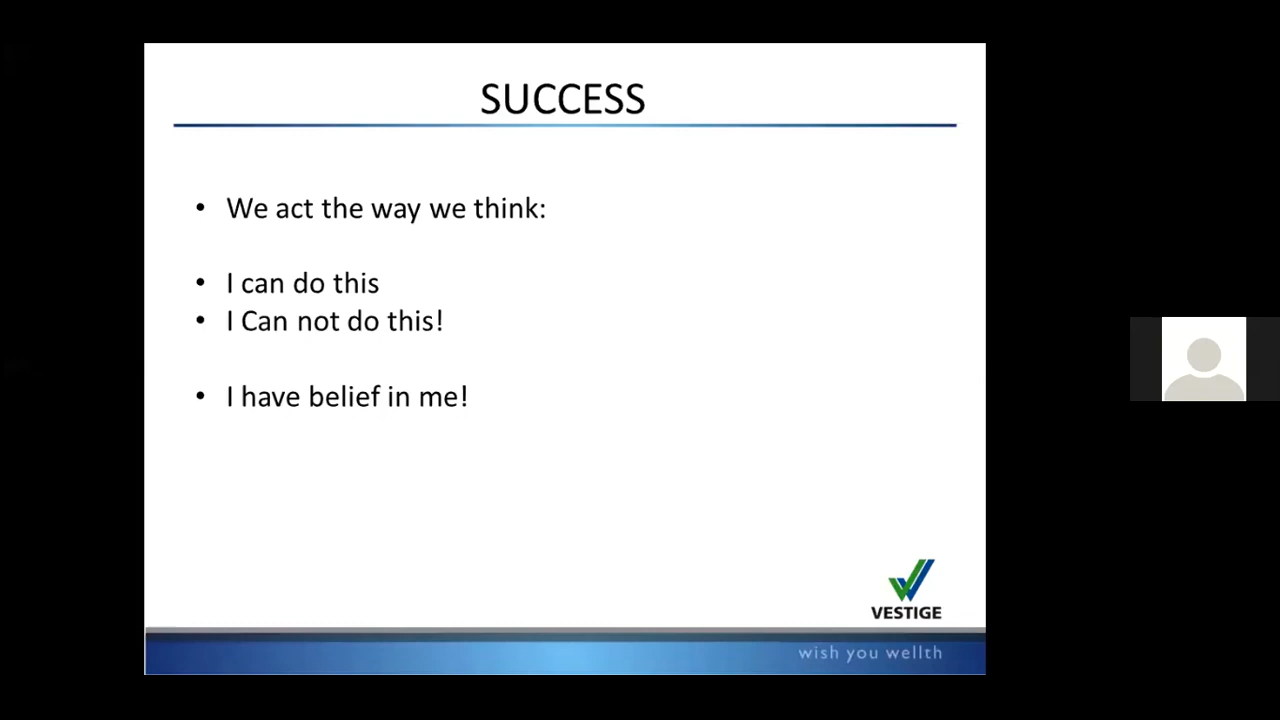 SUCCESS
• We act the way we think:
• I can do this
• I Can not do this!
• I have belief in me!
VESTIGE
wish you wellth